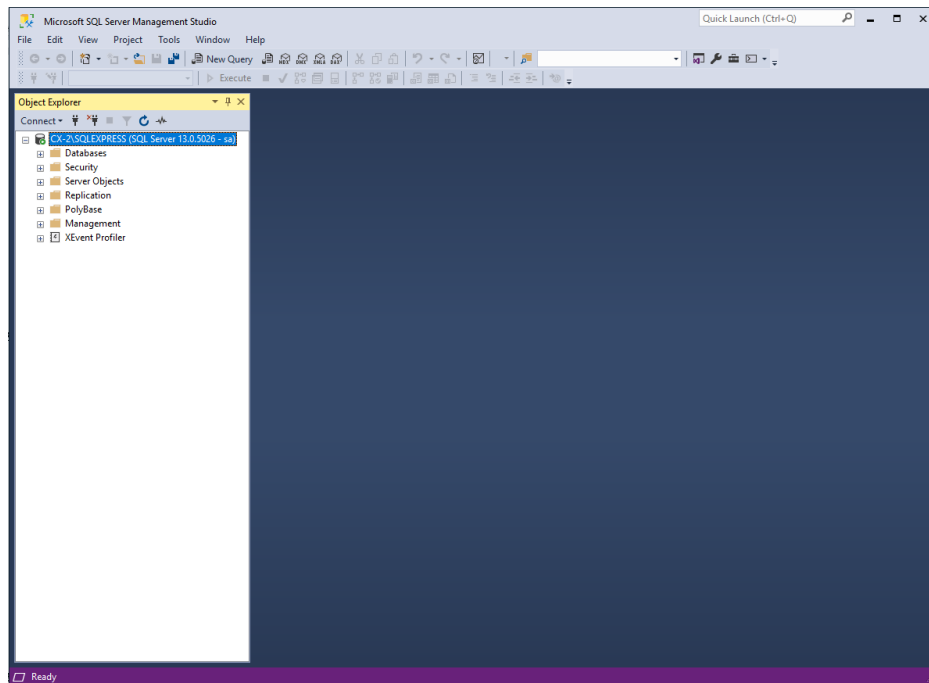 Microsoft SQL Server Management Studio
Quick Launch (Ctrl+Q)
File Edit View Project Tools Window Help
New Query
Execute
Object Explorer
Connect
CX-2\SQLEXPRESS (SQL Server 13.0.5026 - sa)
Databases
Security
Server Objects
Replication
PolyBase
Management
XEvent Profiler
Ready